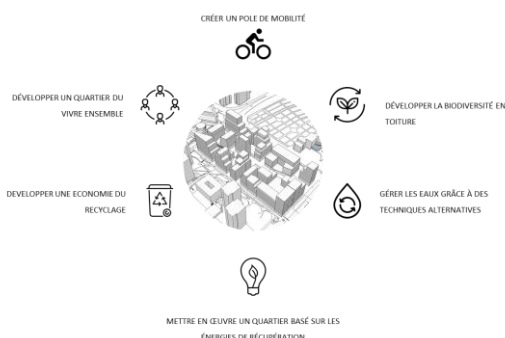 CRÉER UN POLE DE MOBILITÉ
DÉVELOPPER UN QUARTIER DU
VIVRE ENSEMBLE
DÉVELOPPER LA BIODIVERSITÉ EN
TOITURE
DEVELOPPER UNE ECONOMIE DU
RECYCLAGE
GÉRER LES EAUX GRÂCE À DES
TECHNIQUES ALTERNATIVES
METTRE EN ŒUVRE UN QUARTIER BASÉ SUR LES
ÉNERGIES DE RÉCUPÉRATION